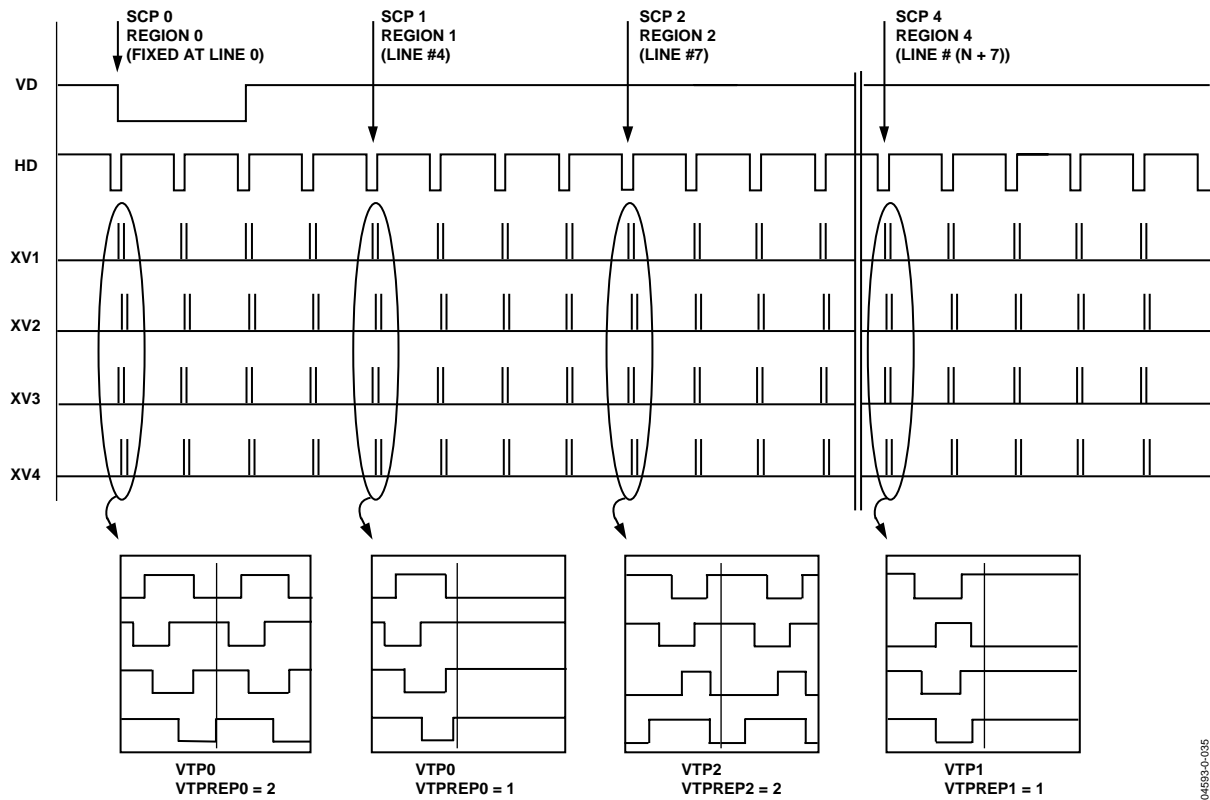 SCP 0
REGION 0
(FIXED AT LINE 0)
SCP 1
REGION 1
(LINE #4)
SCP 2
REGION 2
(LINE #7)
SCP 4
REGION 4
(LINE # (N + 7))
VD
HD
XV1
XV2
XV3
XV4
VTP0
VTPREP0 = 2
VTP0
VTPREP0 = 1
VTP2
VTPREP2 = 2
VTP1
VTPREP1 = 1
04593-0-035